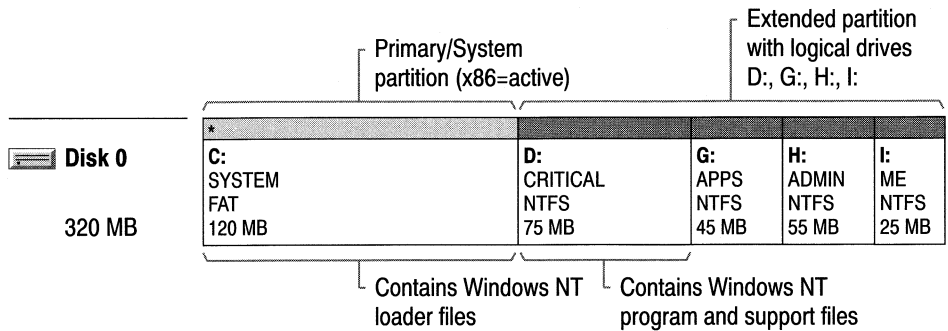 Primary/System
partition (x86=active)
Extended partition
with logical drives
D:, G:, H:, I:
Disk 0
320 MB
*
C:
SYSTEM
FAT
120 MB
D:
CRITICAL
NTFS
75 MB
G:
APPS
NTFS
45 MB
H:
ADMIN
NTFS
55 MB
I:
ME
NTFS
25 MB
Contains Windows NT
loader files
Contains Windows NT
program and support files